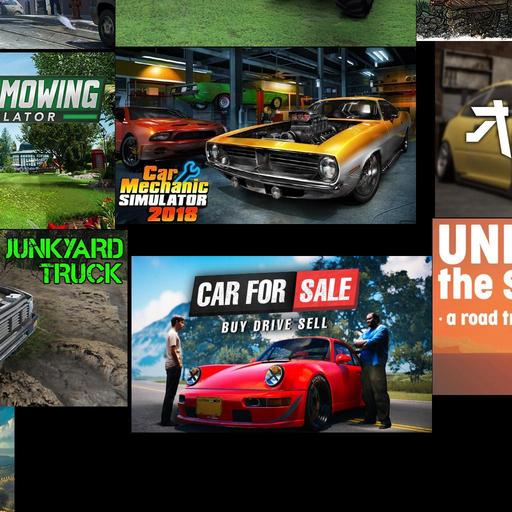 MOWING
LATOR
Car
Mechanic
SIMULATOR
2018
JUNKYARD
TRUCK
CAR FOR SALE
BUY DRIVE SELL
UN
the s
· a road tr